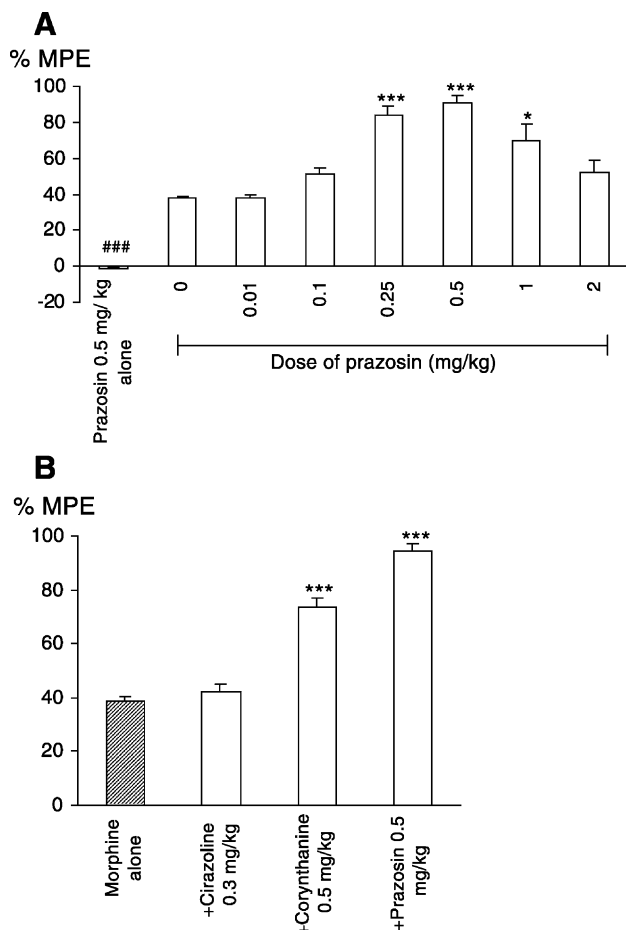 A
% MPE
100
80
60
40
20
0
-20
***
***
*
###
0
0.01
0.1
0.25
0.5
1
2
Prazosin 0.5 mg/ kg
alone
Dose of prazosin (mg/kg)
B
% MPE
100
80
60
40
20
0
***
***
Morphine
alone
+Cirazoline
0.3 mg/kg
+Corynthanine
0.5 mg/kg
+Prazosin 0.5
mg/kg